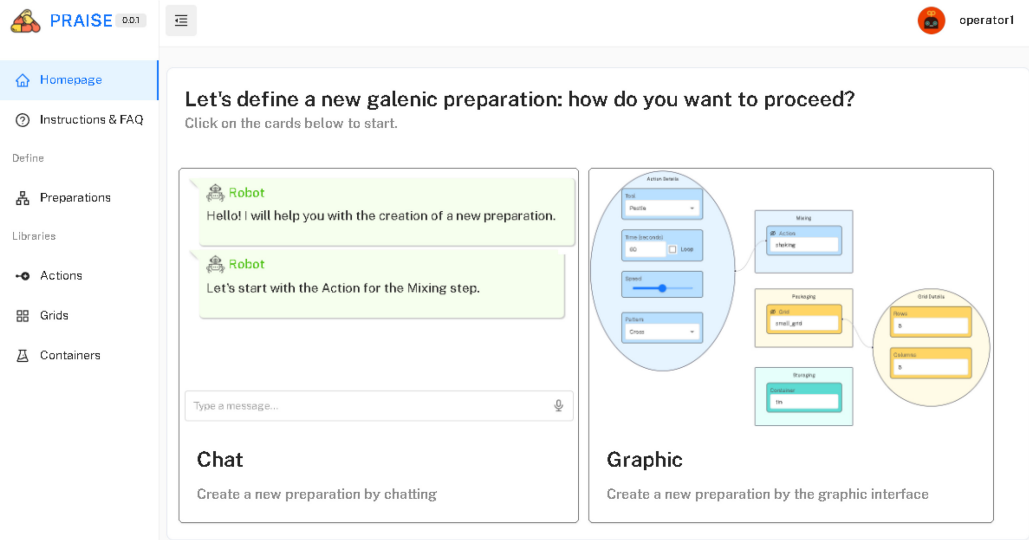 PRAISE 0.0.1
operator1
Homepage
Instructions & FAQ
Define
Preparations
Libraries
Actions
Grids
Containers
Let's define a new galenic preparation: how do you want to proceed?
Click on the cards below to start.
Robot
Hello! I will help you with the creation of a new preparation.
Robot
Let's start with the Action for the Mixing step.
Type a message...
Chat
Create a new preparation by chatting
Action Details
Tool
Time (seconds)
60
Loop
Speed
Pattern
Cross
Mixing
Action
shaking
Packaging
Grid
small_grid
Storaging
Container
tin
Grid Details
Rows
8
Columns
8
Graphic
Create a new preparation by the graphic interface